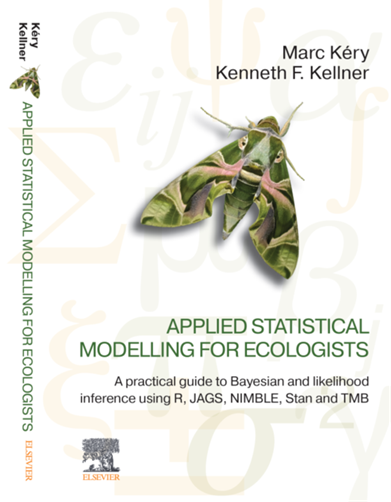 Kéry
Kellner
APPLIED STATISTICAL MODELLING FOR ECOLOGISTS
ELSEVIER
Marc Kéry
Kenneth F. Kellner
APPLIED STATISTICAL
MODELLING FOR ECOLOGISTS
A practical guide to Bayesian and likelihood
inference using R, JAGS, NIMBLE, Stan and TMB
ELSEVIER